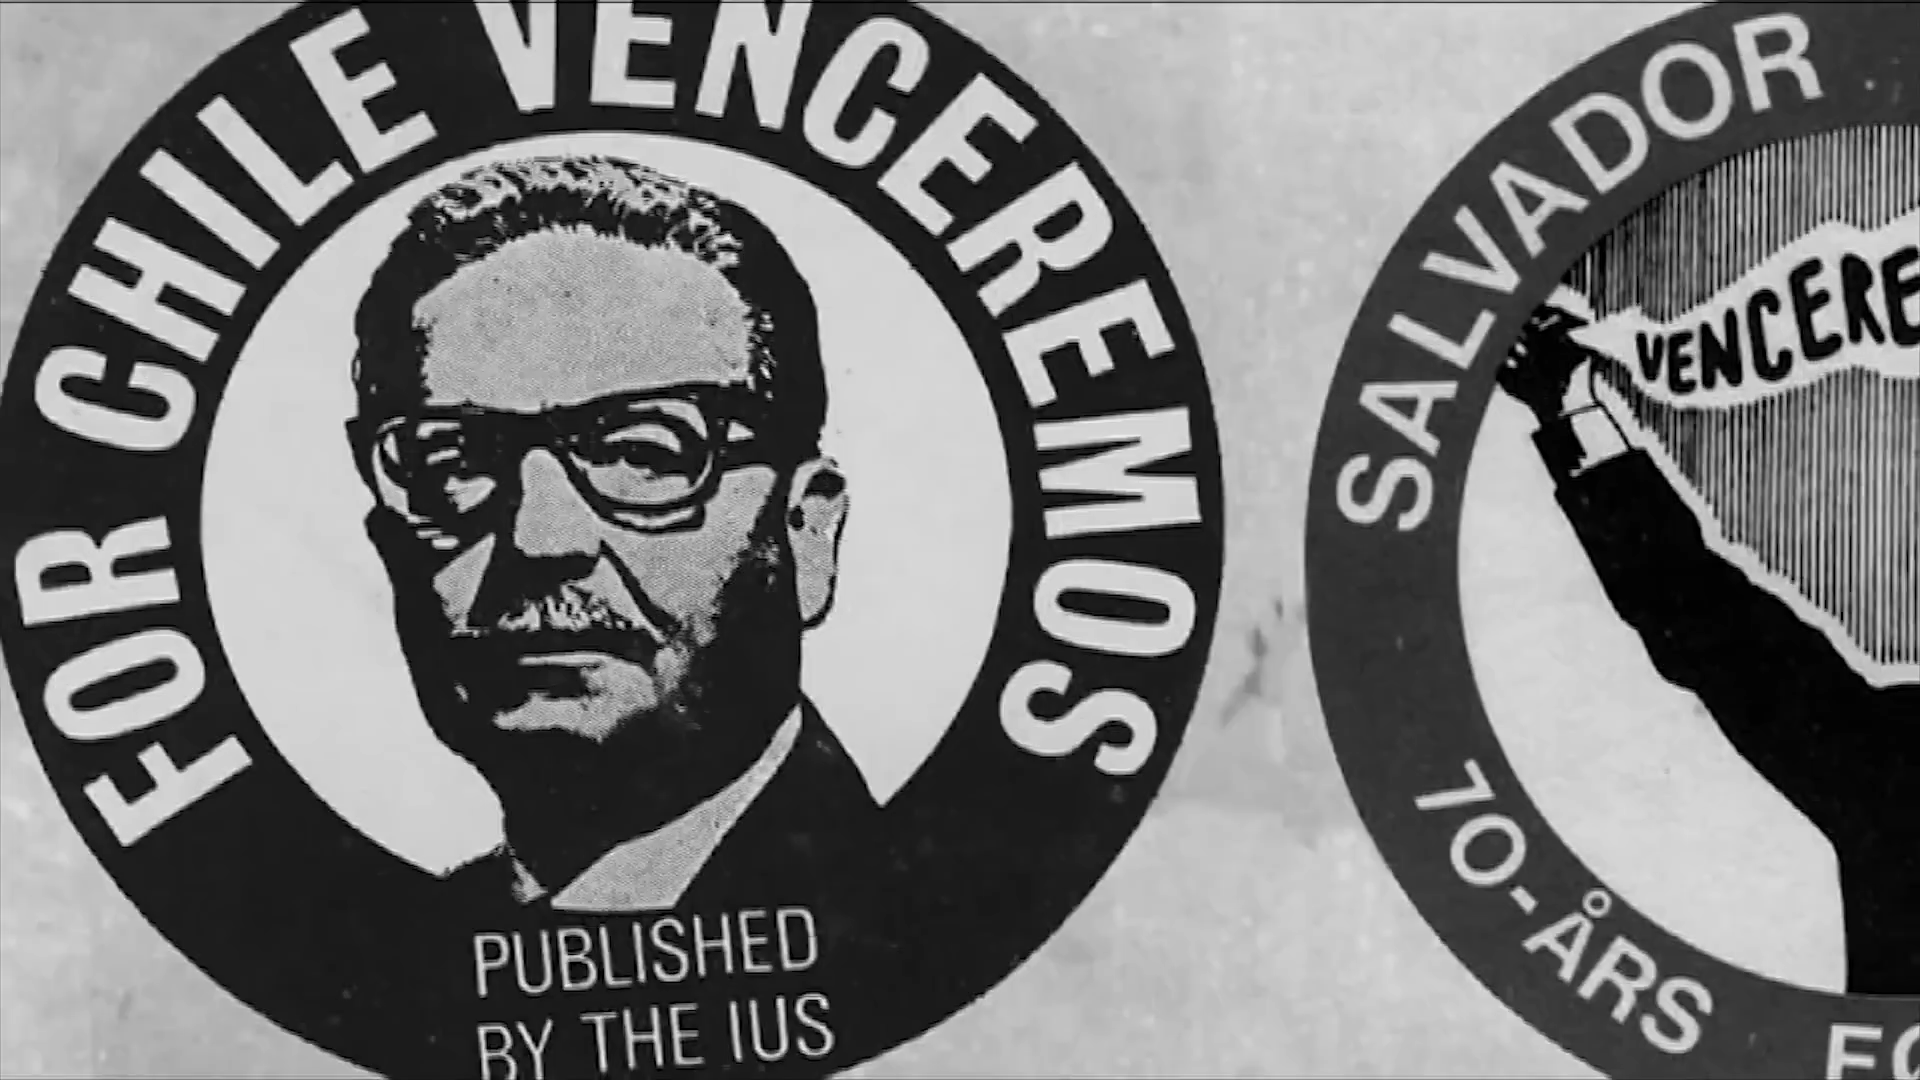 FOR CHILE VENCEREMOS
PUBLISHED
BY THE IUS
SALVADOR
VENCERE
70-ÅRS